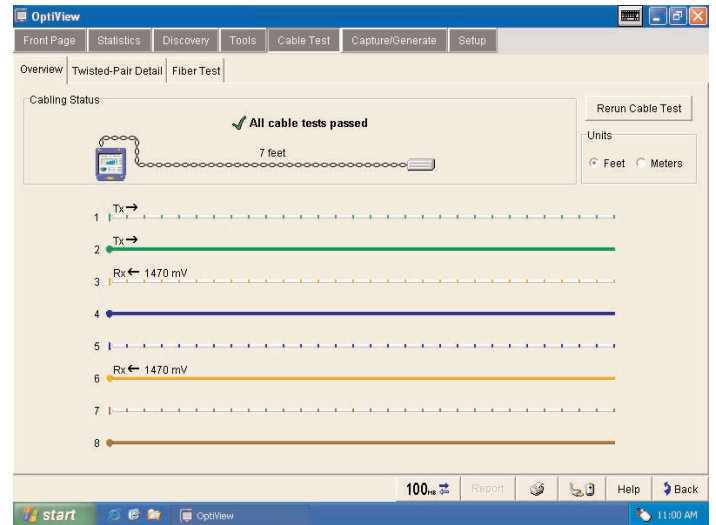 OptiView
Front Page Statistics Discovery Tools Cable Test Capture/Generate Setup
Overview Twisted-Pair Detail Fiber Test
Cabling Status
All cable tests passed
7 feet
Rerun Cable Test
Units
Feet Meters
1 Tx→
2 Tx→
3 Rx← 1470 mV
4
5
6 Rx← 1470 mV
7
8
100 Report Help Back
start OptiView 11:00 AM